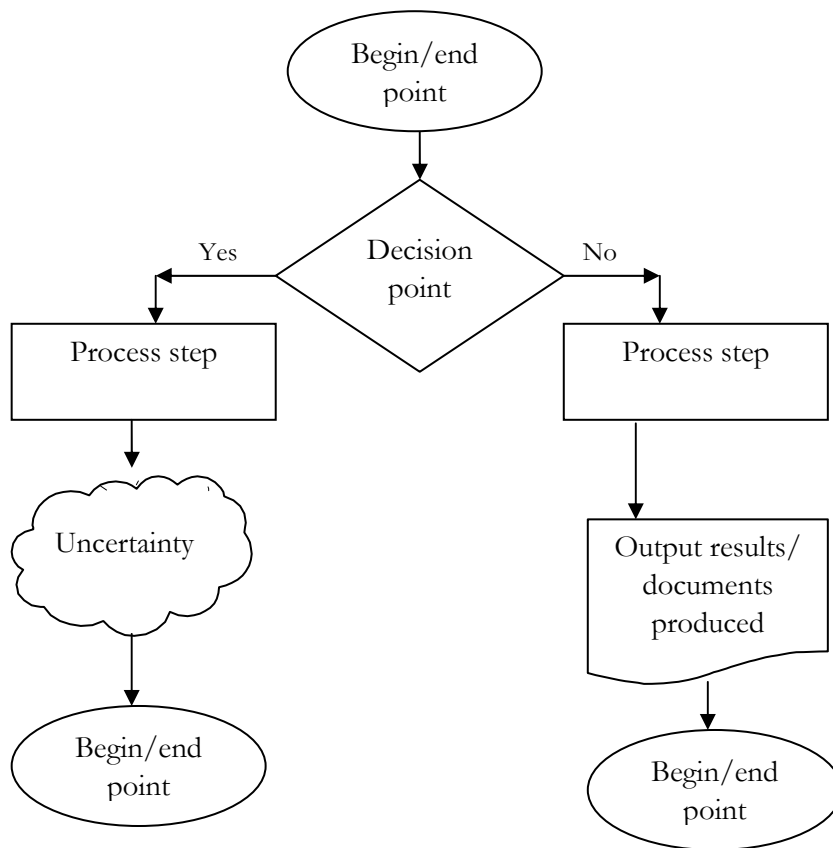 Begin/end
point
Decision
point
Yes
No
Process step
Process step
Uncertainty
Output results/
documents
produced
Begin/end
point
Begin/end
point